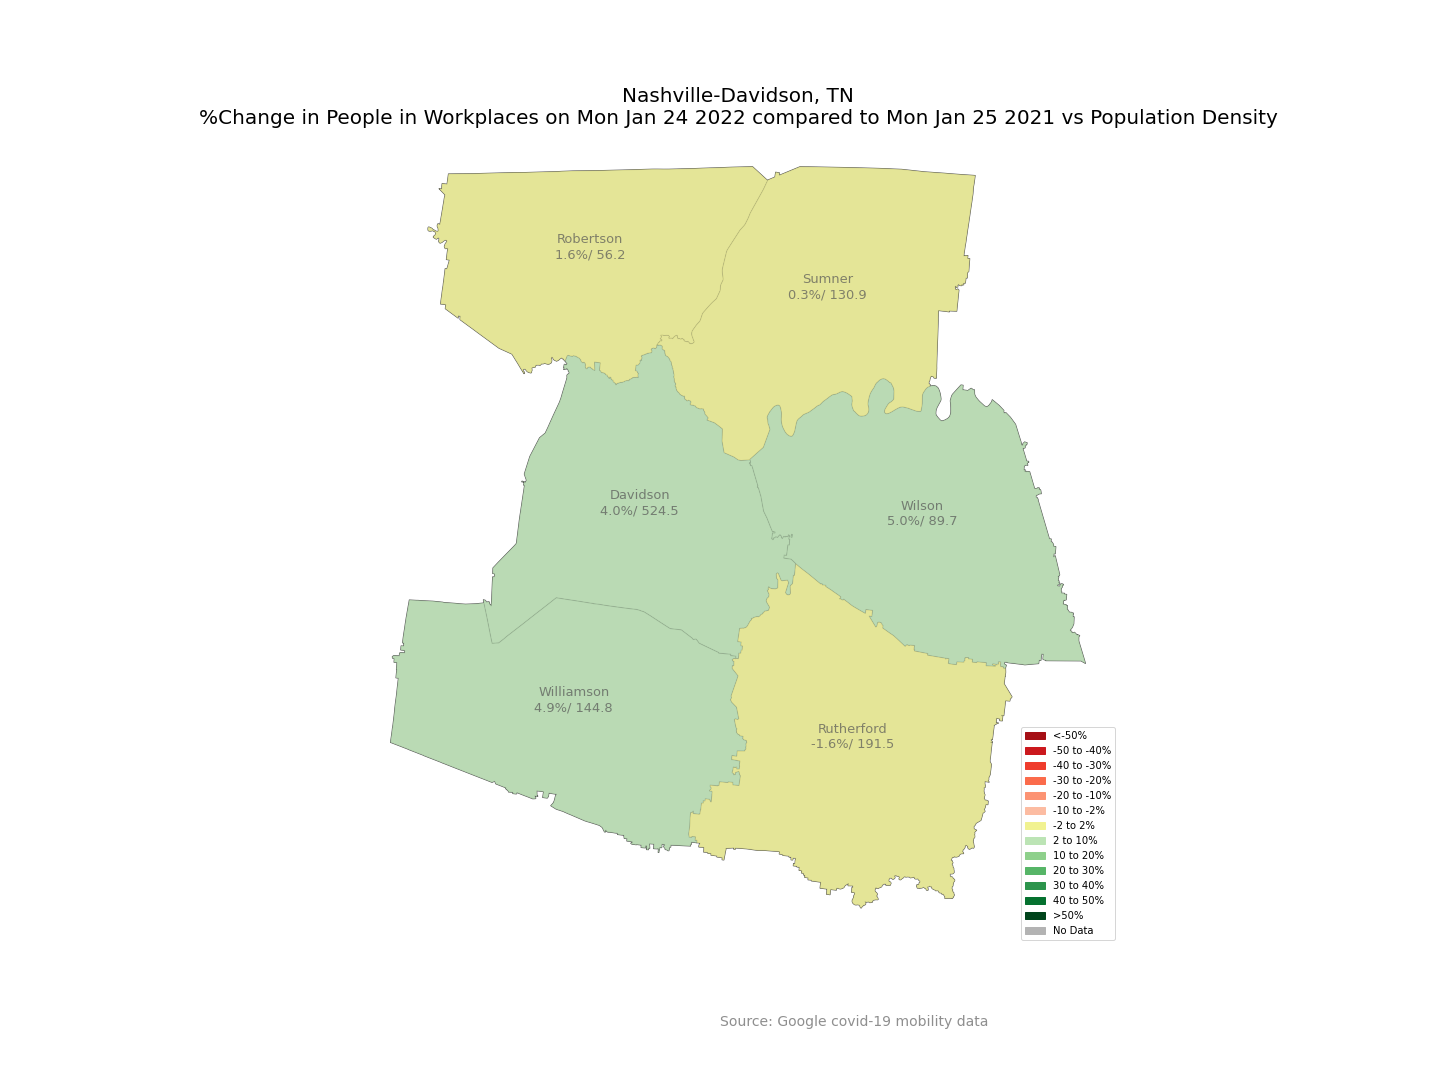 Nashville-Davidson, TN
%Change in People in Workplaces on Mon Jan 24 2022 compared to Mon Jan 25 2021 vs Population Density
Robertson
1.6%/ 56.2
Sumner
0.3%/ 130.9
Davidson
4.0%/ 524.5
Wilson
5.0%/ 89.7
Williamson
4.9%/ 144.8
Rutherford
-1.6%/ 191.5
<-50%
-50 to -40%
-40 to -30%
-30 to -20%
-20 to -10%
-10 to -2%
-2 to 2%
2 to 10%
10 to 20%
20 to 30%
30 to 40%
40 to 50%
>50%
No Data
Source: Google covid-19 mobility data